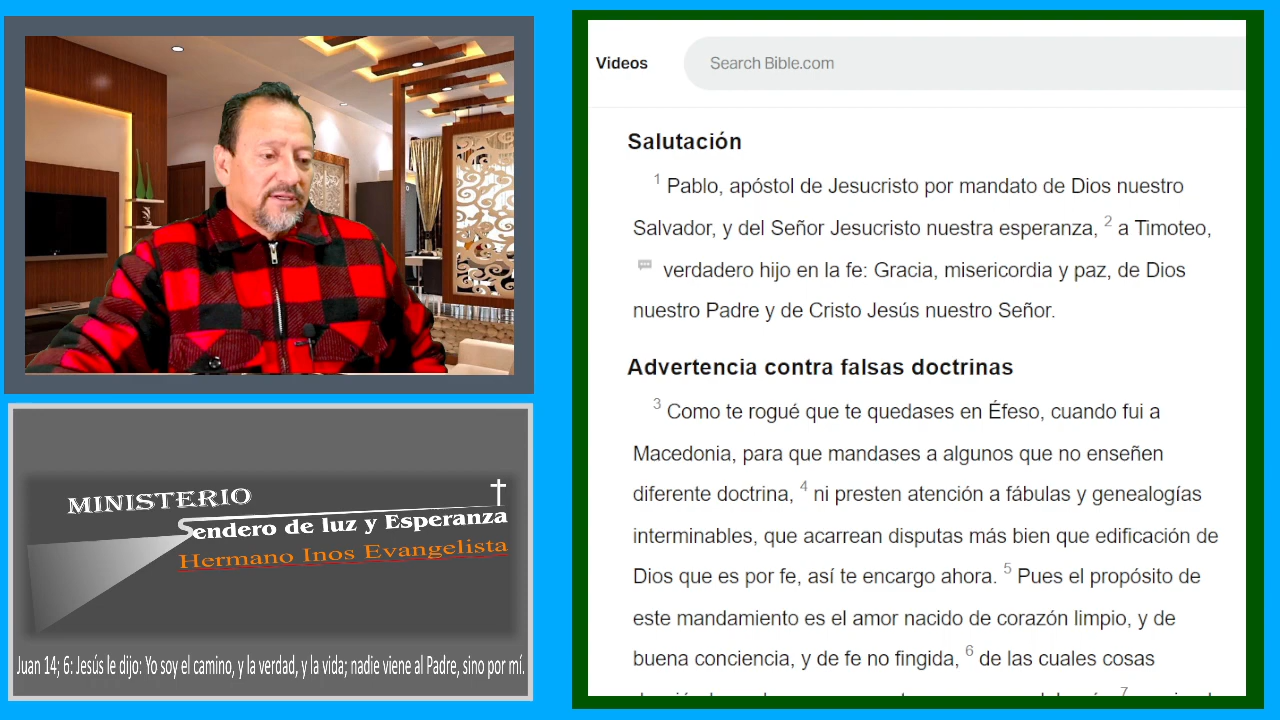 Videos
Search Bible.com
Salutación
1 Pablo, apóstol de Jesucristo por mandato de Dios nuestro
Salvador, y del Señor Jesucristo nuestra esperanza, 2 a Timoteo,
verdadero hijo en la fe: Gracia, misericordia y paz, de Dios
nuestro Padre y de Cristo Jesús nuestro Señor.
Advertencia contra falsas doctrinas
3 Como te rogué que te quedases en Éfeso, cuando fui a
Macedonia, para que mandases a algunos que no enseñen
diferente doctrina, 4 ni presten atención a fábulas y genealogías
interminables, que acarrean disputas más bien que edificación de
Dios que es por fe, así te encargo ahora. 5 Pues el propósito de
este mandamiento es el amor nacido de corazón limpio, y de
buena conciencia, y de fe no fingida, 6 de las cuales cosas
7
MINISTERIO
Sendero de luz y Esperanza
Hermano Inos Evangelista
Juan 14; 6: Jesús le dijo: Yo soy el camino, y la verdad, y la vida; nadie viene al Padre, sino por mí.